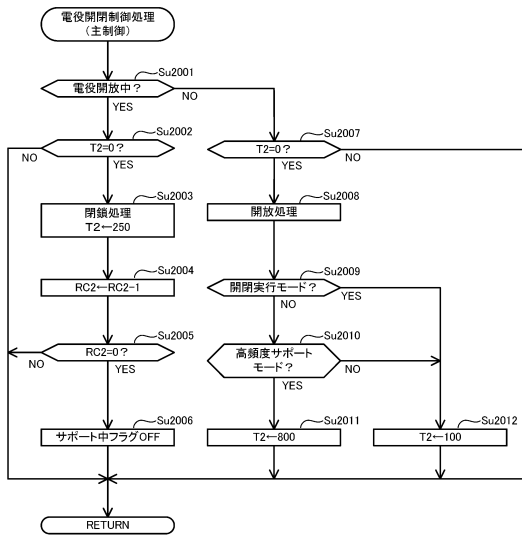 電役開閉制御処理
(主制御)
Su2001
電役開放中？
YES
NO
Su2002
T2=0？
NO
YES
Su2007
T2=0？
YES
NO
Su2003
閉鎖処理
T2←250
Su2008
開放処理
Su2004
RC2←RC2-1
Su2009
開閉実行モード？
NO
YES
Su2005
RC2=0？
NO
YES
Su2010
高頻度サポート
モード？
YES
NO
Su2006
サポート中フラグOFF
Su2011
T2←800
Su2012
T2←100
RETURN